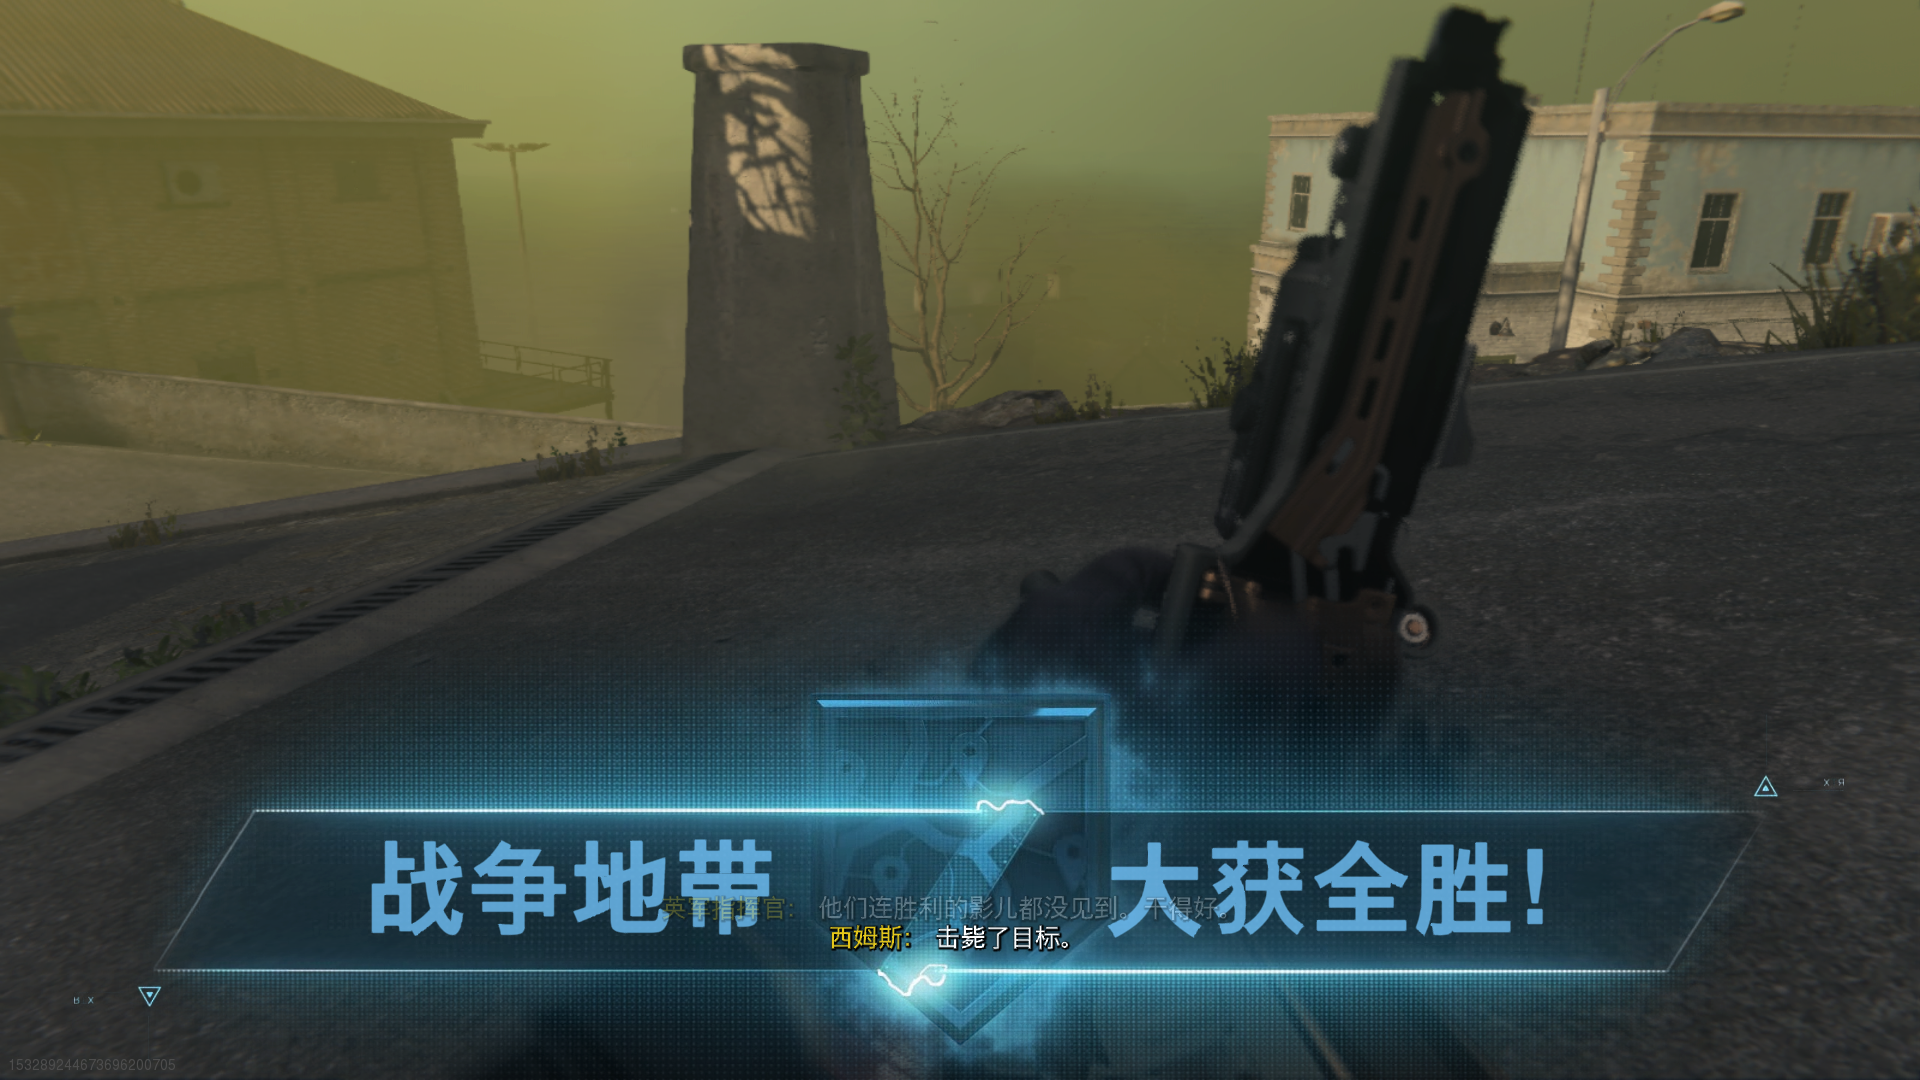 战争地带 大获全胜!
英军指挥官： 他们连胜利的影儿都没见到。干得好。
西姆斯： 击毙了目标。
153289244673696200705